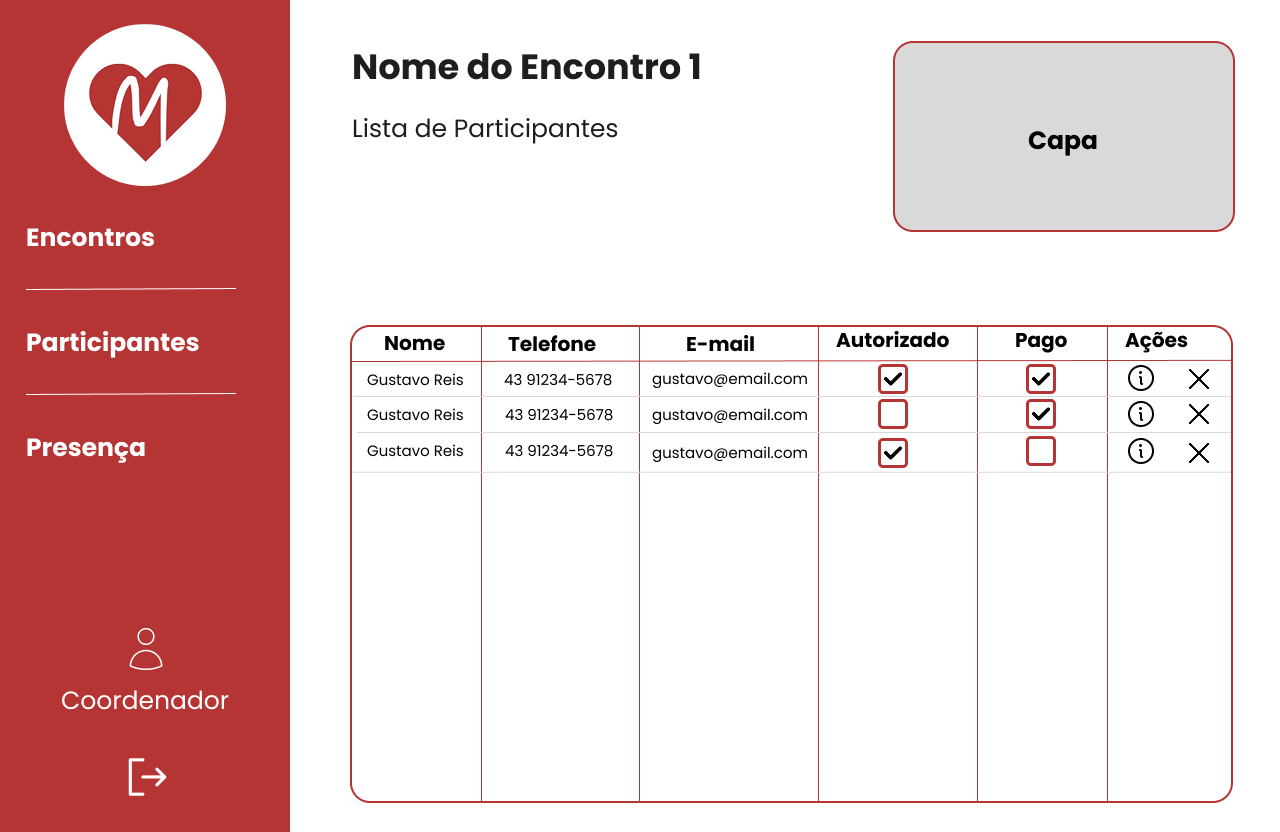 M
Encontros
Participantes
Presença
Coordenador
Nome do Encontro 1
Lista de Participantes
Capa
Nome Telefone E-mail Autorizado Pago Ações
Gustavo Reis 43 91234-5678 gustavo@email.com
Gustavo Reis 43 91234-5678 gustavo@email.com
Gustavo Reis 43 91234-5678 gustavo@email.com